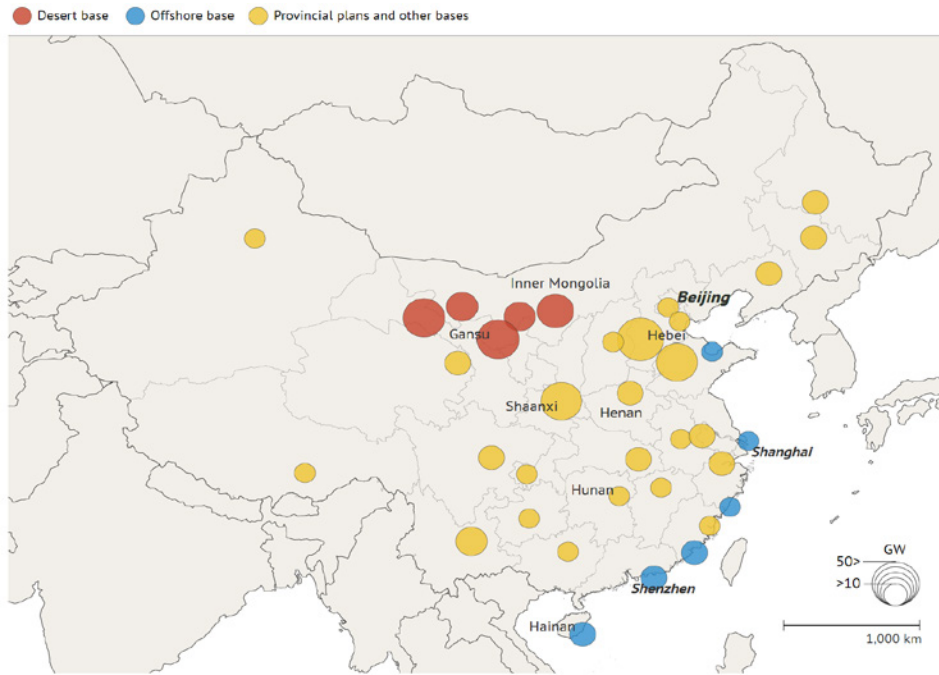 Desert base Offshore base Provincial plans and other bases
Inner Mongolia
Beijing
Gansu
Hebei
Shaanxi
Henan
Shanghai
Hunan
GW
50>
>10
Shenzhen
Hainan
1,000 km